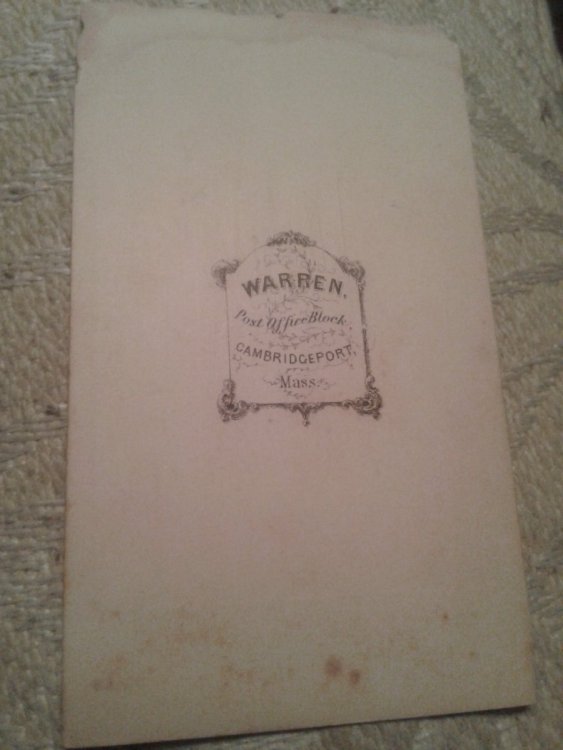 WARREN,
Post Office Block,
CAMBRIDGEPORT,
Mass.